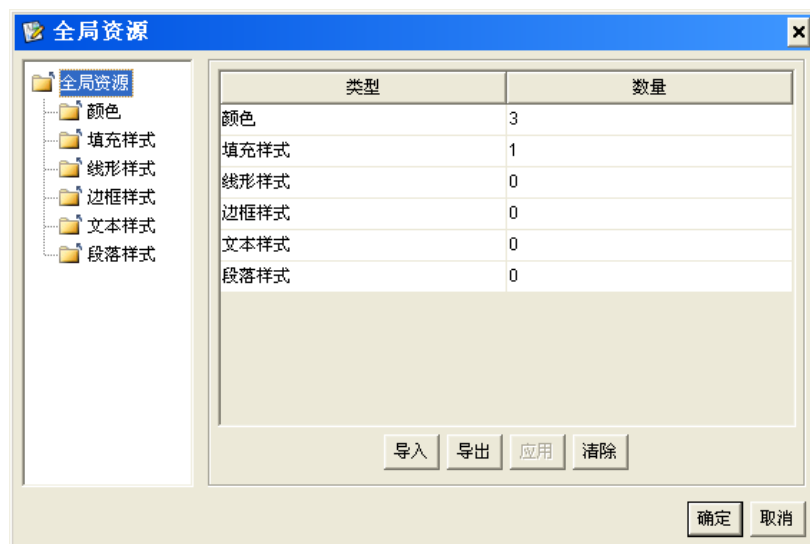 全局资源
全局资源
颜色
填充样式
线形样式
边框样式
文本样式
段落样式
类型 数量
颜色 3
填充样式 1
线形样式 0
边框样式 0
文本样式 0
段落样式 0
导入 导出 应用 清除
确定 取消